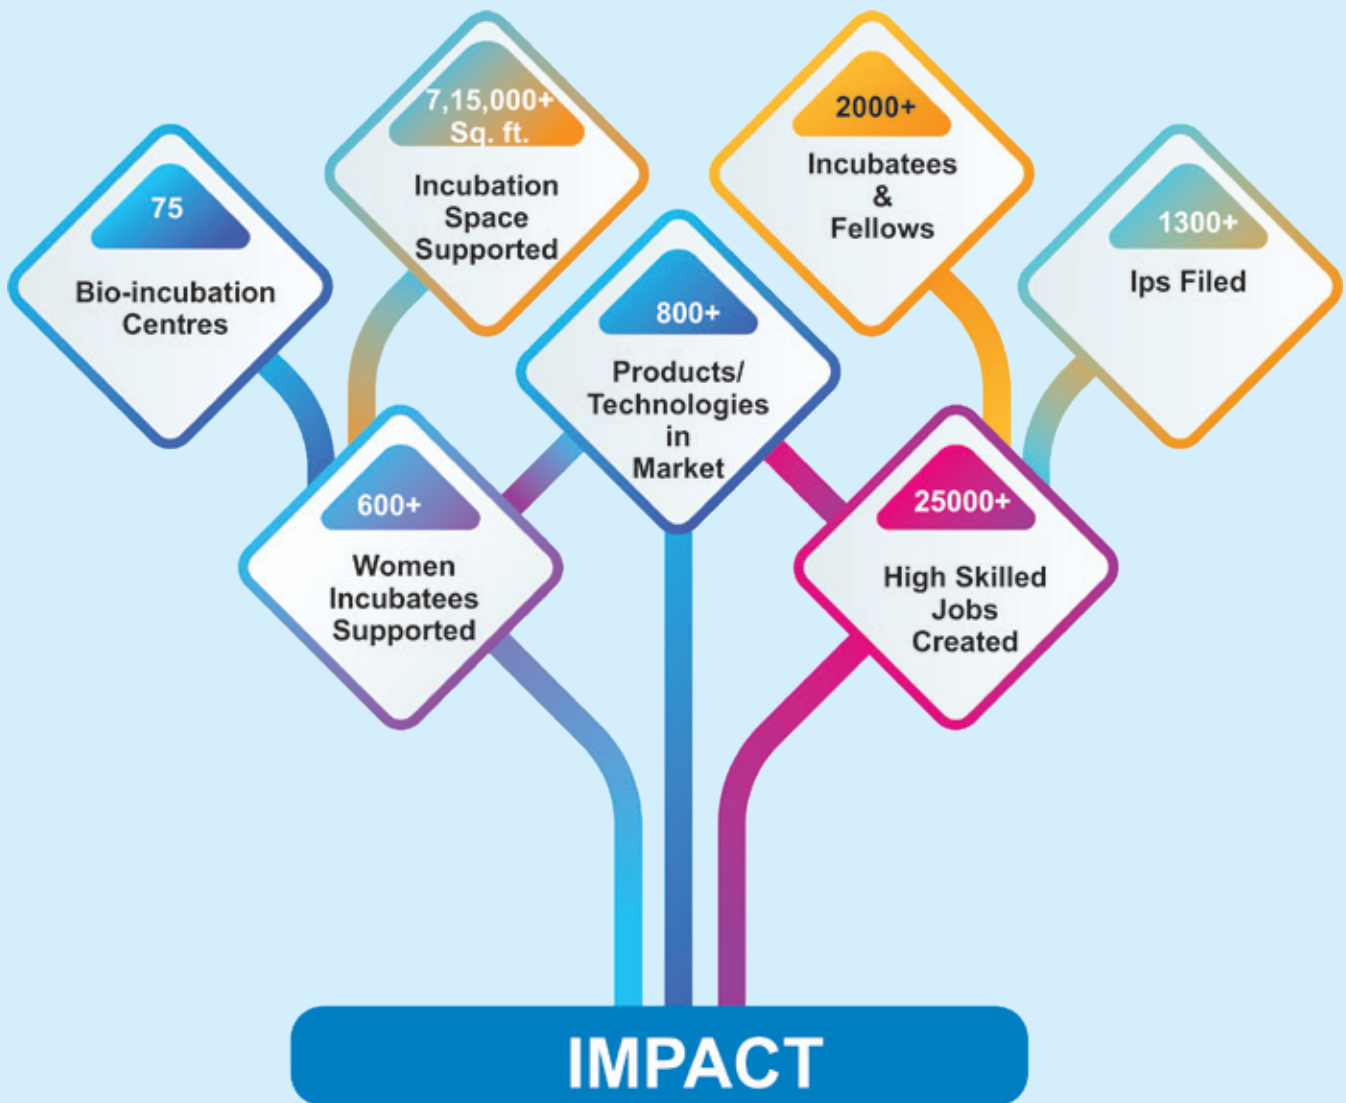 7,15,000+
Sq. ft.
Incubation
Space
Supported
2000+
Incubatees
&
Fellows
75
Bio-incubation
Centres
800+
Products/
Technologies
in
Market
1300+
Ips Filed
600+
Women
Incubatees
Supported
25000+
High Skilled
Jobs
Created
IMPACT